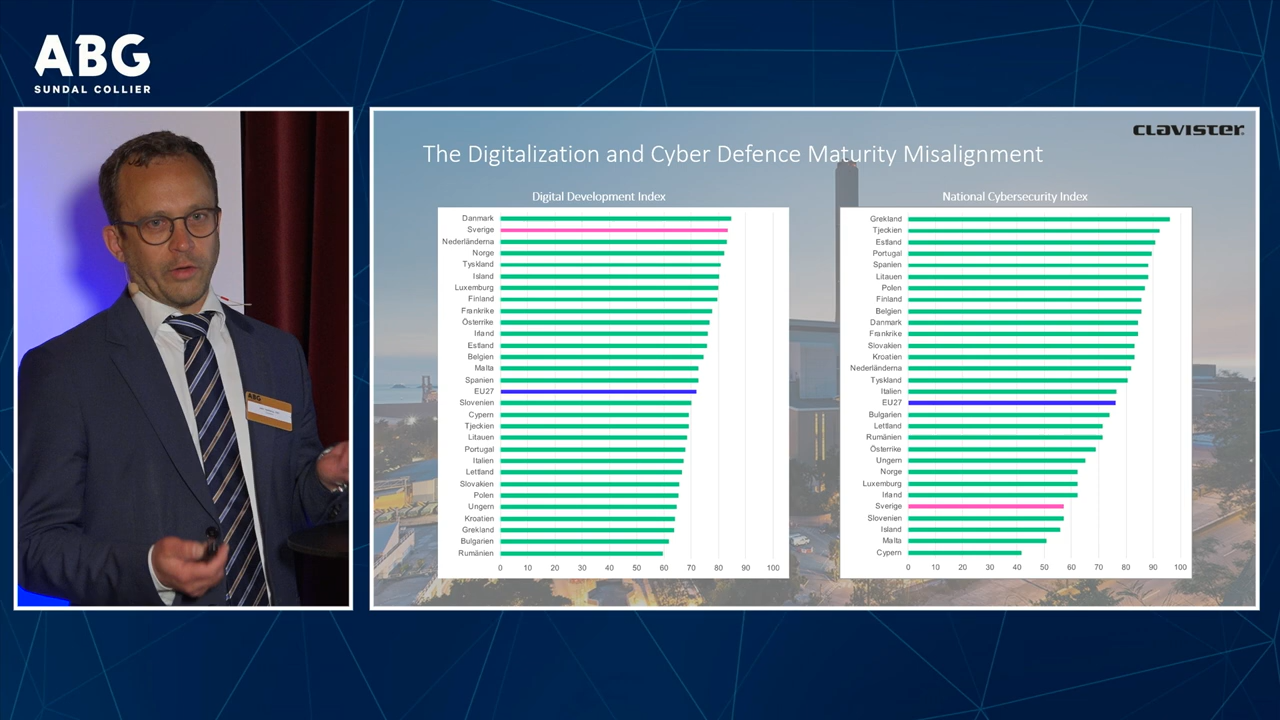 ABG
SUNDAL COLLIER
clavister
The Digitalization and Cyber Defence Maturity Misalignment
Digital Development Index
Danmark
Sverige
Nederländerna
Norge
Tyskland
Island
Luxemburg
Finland
Frankrike
Österrike
Irland
Estland
Belgien
Malta
Spanien
EU27
Slovenien
Cypern
Tjeckien
Litauen
Portugal
Italien
Lettland
Slovakien
Polen
Ungern
Kroatien
Grekland
Bulgarien
Rumänien
0 10 20 30 40 50 60 70 80 90 100
National Cybersecurity Index
Grekland
Tjeckien
Estland
Portugal
Spanien
Litauen
Polen
Finland
Belgien
Danmark
Frankrike
Slovakien
Kroatien
Nederländerna
Tyskland
Italien
EU27
Bulgarien
Lettland
Rumänien
Österrike
Ungern
Norge
Luxemburg
Irland
Sverige
Slovenien
Island
Malta
Cypern
0 10 20 30 40 50 60 70 80 90 100
ABG